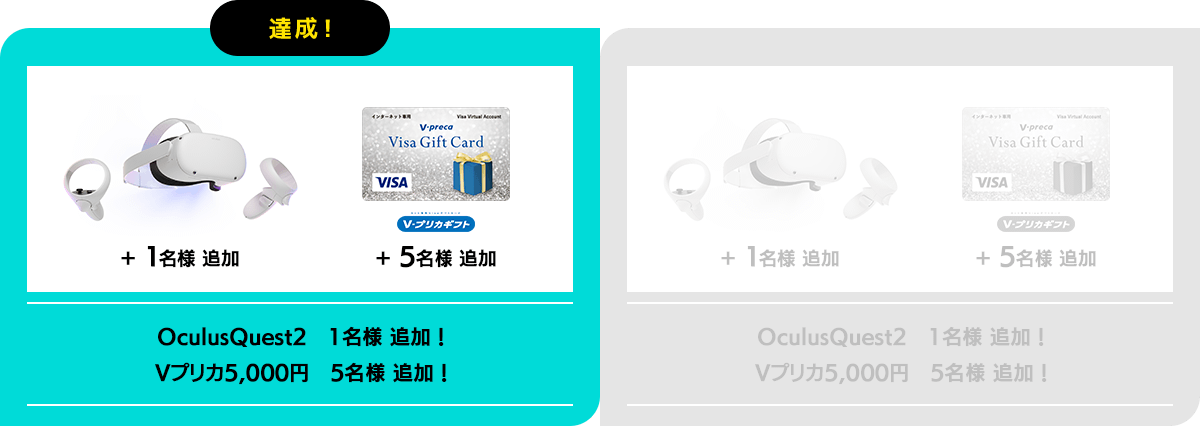 達成！
インターネット専用 Visa Virtual Account
V-preca
Visa Gift Card
VISA
V-プリカギフト
+ 1名様 追加
+ 5名様 追加
OculusQuest2 1名様 追加！
Vプリカ5,000円 5名様 追加！
インターネット専用 Visa Virtual Account
V-preca
Visa Gift Card
VISA
V-プリカギフト
+ 1名様 追加
+ 5名様 追加
OculusQuest2 1名様 追加！
Vプリカ5,000円 5名様 追加！